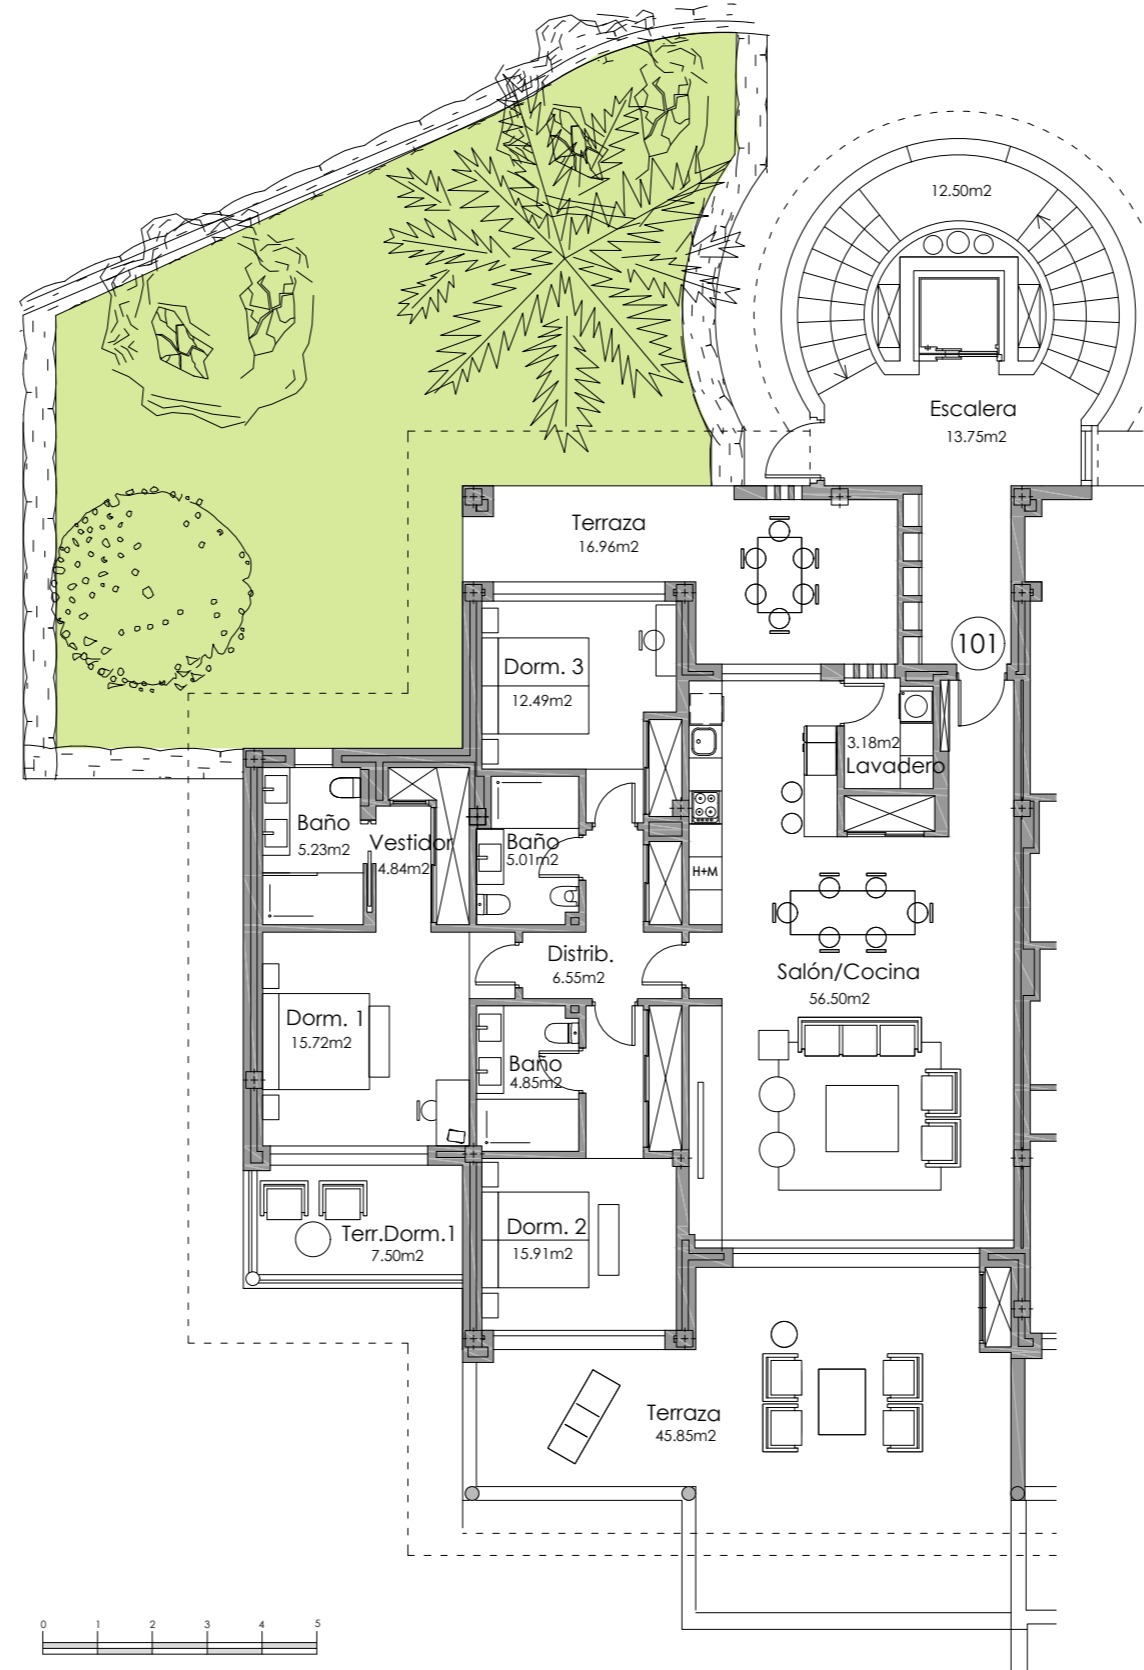 12.50m2
Escalera
13.75m2
Terraza
16.96m2
101
Dorm. 3
12.49m2
3.18m2
Lavadero
Baño
5.23m2
Vestidor
4.84m2
Baño
5.01m2
H+M
Distrib.
6.55m2
Salón/Cocina
56.50m2
Dorm. 1
15.72m2
Baño
4.85m2
Terr.Dorm.1
7.50m2
Dorm. 2
15.91m2
Terraza
45.85m2
0 1 2 3 4 5